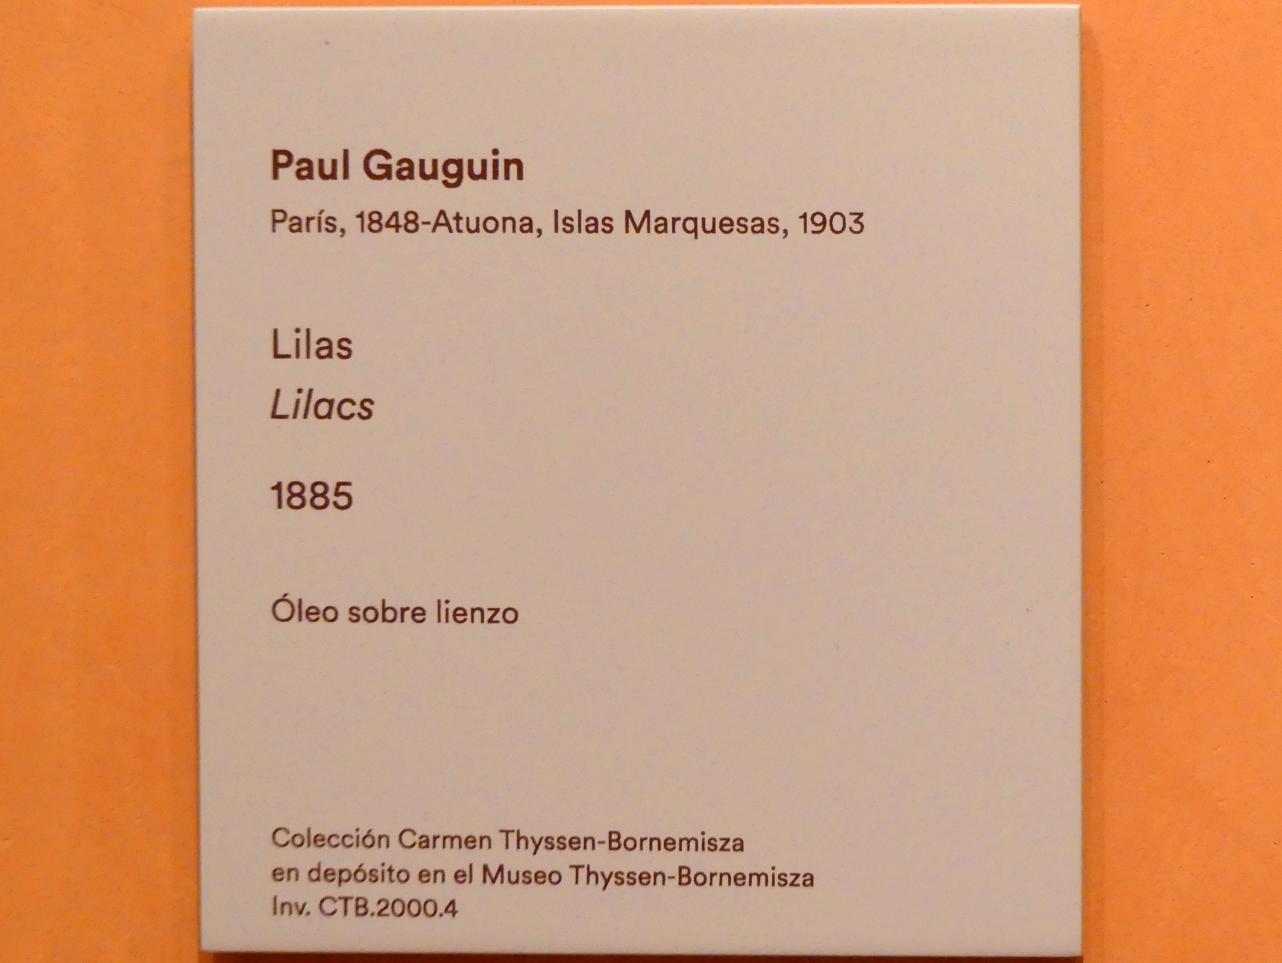 Paul Gauguin
París, 1848-Atuona, Islas Marquesas, 1903
Lilas
Lilacs
1885
Óleo sobre lienzo
Colección Carmen Thyssen-Bornemisza
en depósito en el Museo Thyssen-Bornemisza
Inv. CTB.2000.4